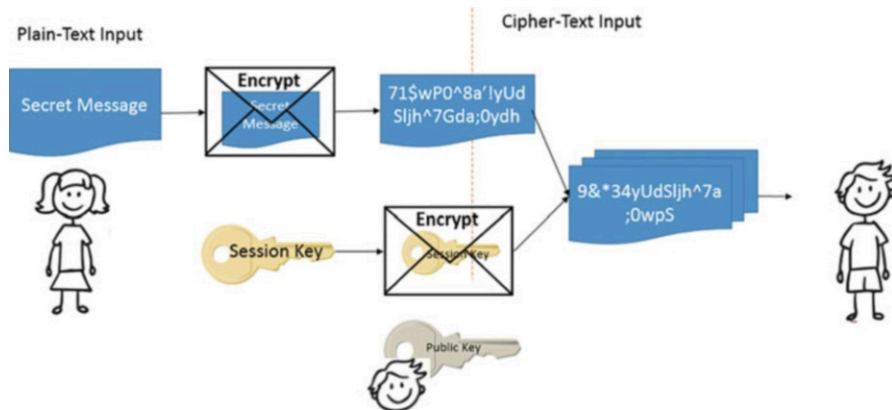 Plain-Text Input
Cipher-Text Input
Secret Message
Encrypt
Secret
Message
71$wP0^8a'lyUd
Sljh^7Gda;0ydh
9&*34yUdSljh^7a
;0wpS
Session Key
Encrypt
Session Key
Public Key